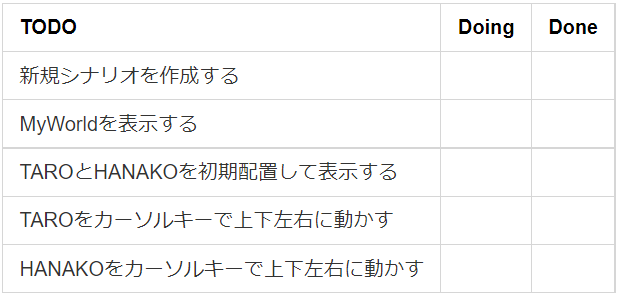 TODO Doing Done
新規シナリオを作成する
MyWorldを表示する
TAROとHANAKOを初期配置して表示する
TAROをカーソルキーで上下左右に動かす
HANAKOをカーソルキーで上下左右に動かす